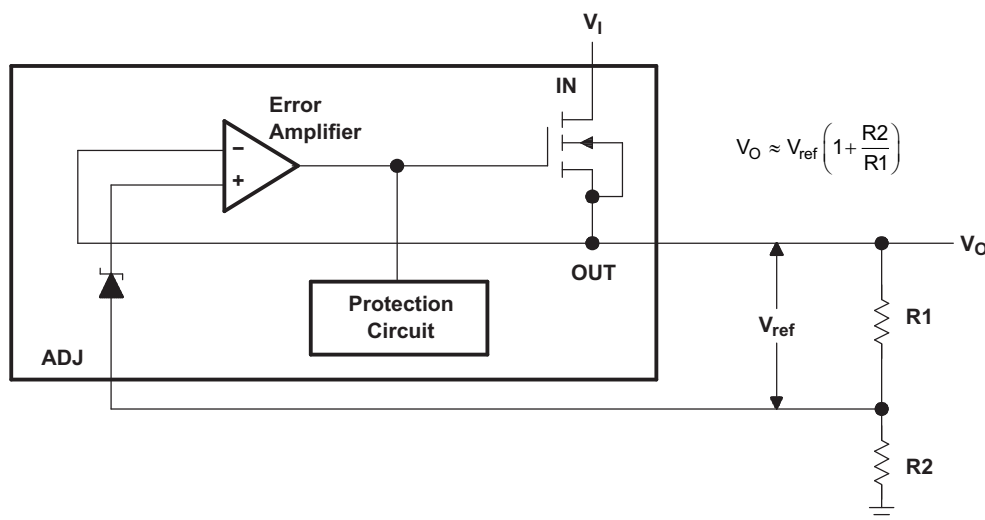 V_I
IN
Error
Amplifier
−
+
V_O ≈ V_ref (1 + R2/R1)
OUT
V_O
Protection
Circuit
V_ref
R1
ADJ
R2